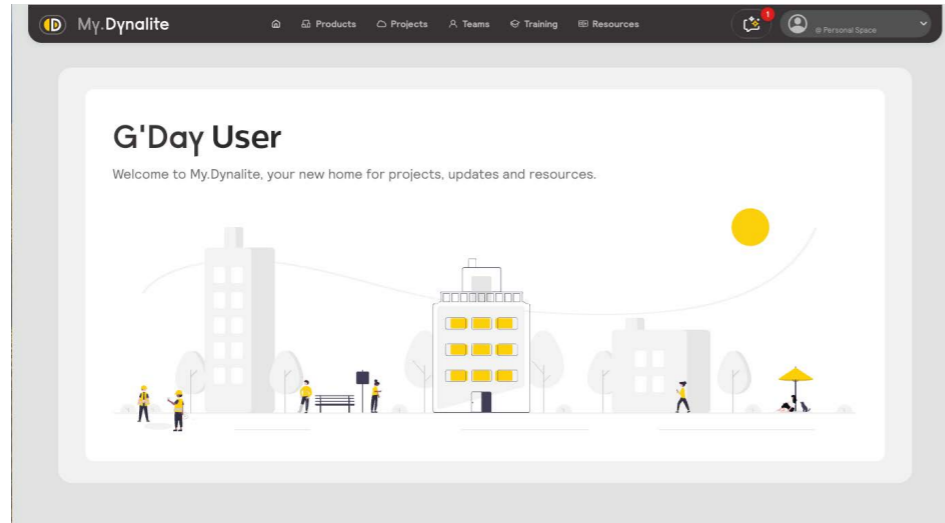 My.Dynalite
Products
Projects
Teams
Training
Resources
1
@ Personal Space
G'Day User
Welcome to My.Dynalite, your new home for projects, updates and resources.